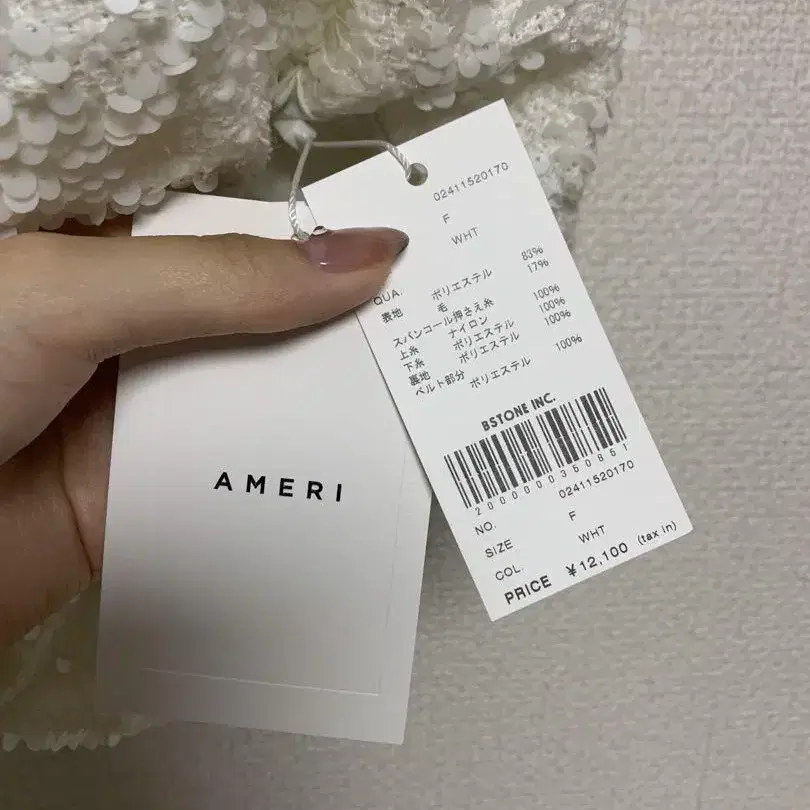 AMERI
02411520170
F
WHT
QUA.
表地 ポリエステル 83%
毛 17%
スパンコール押さえ糸
上糸 ナイロン 100%
下糸 ポリエステル 100%
裏地 ポリエステル 100%
ベルト部分 ポリエステル 100%
BSTONE INC.
2000000350851
NO. 02411520170
SIZE F
COL. WHT
PRICE ¥12,100 (tax in)